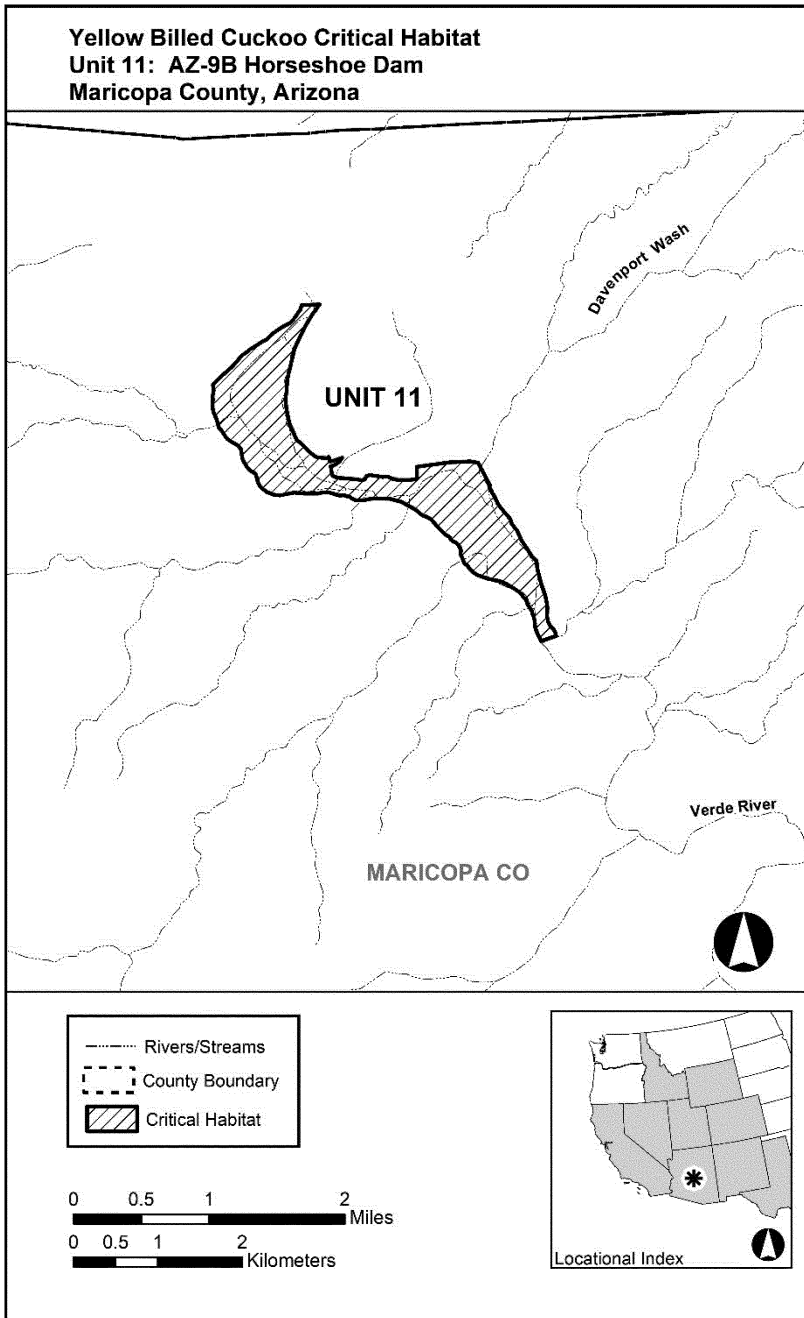 Yellow Billed Cuckoo Critical Habitat
Unit 11: AZ-9B Horseshoe Dam
Maricopa County, Arizona
Davenport Wash
UNIT 11
Verde River
MARICOPA CO
Rivers/Streams
County Boundary
Critical Habitat
0 0.5 1 2
Miles
0 0.5 1 2
Kilometers
Locational Index